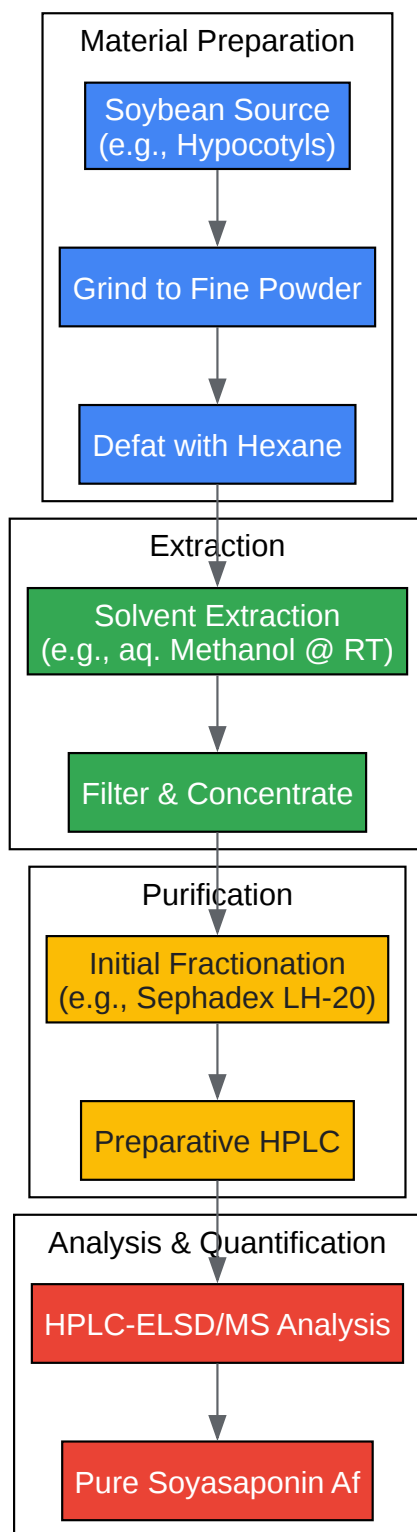 Material Preparation
Soybean Source
(e.g., Hypocotyls)
Grind to Fine Powder
Defat with Hexane
Extraction
Solvent Extraction
(e.g., aq. Methanol @ RT)
Filter & Concentrate
Purification
Initial Fractionation
(e.g., Sephadex LH-20)
Preparative HPLC
Analysis & Quantification
HPLC-ELSD/MS Analysis
Pure Soyasaponin Af